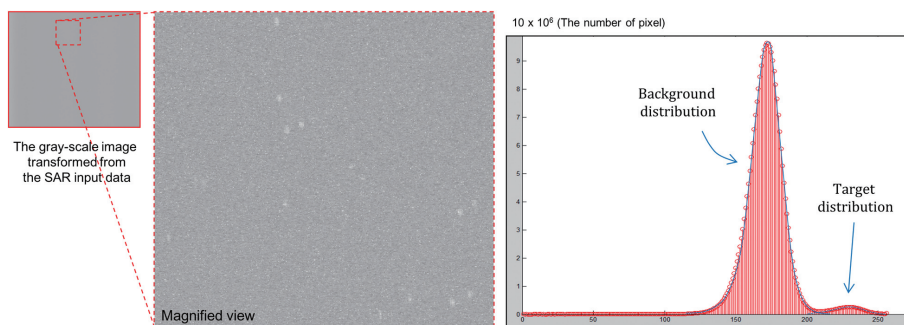 The gray-scale image
transformed from
the SAR input data
Magnified view
10 x 10⁶ (The number of pixel)
Background
distribution
Target
distribution
9
8
7
6
5
4
3
2
1
0
0 50 100 150 200 250